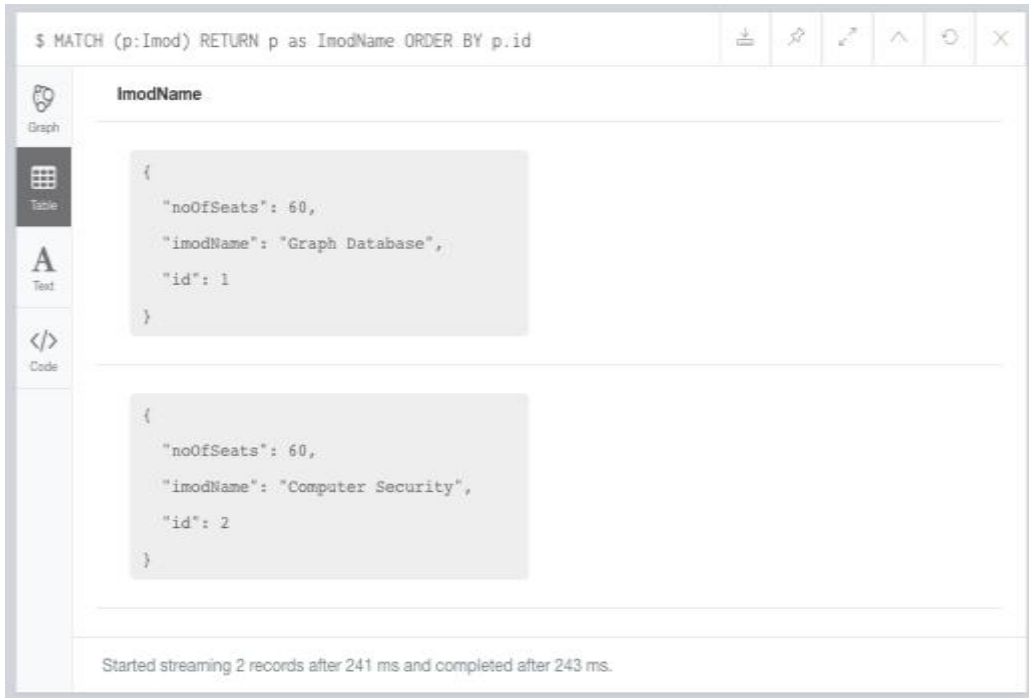 $ MATCH (p:Imod) RETURN p as ImodName ORDER BY p.id
Graph
Table
A
Text
</>
Code
ImodName
{
"noOfSeats": 60,
"imodName": "Graph Database",
"id": 1
}
{
"noOfSeats": 60,
"imodName": "Computer Security",
"id": 2
}
Started streaming 2 records after 241 ms and completed after 243 ms.